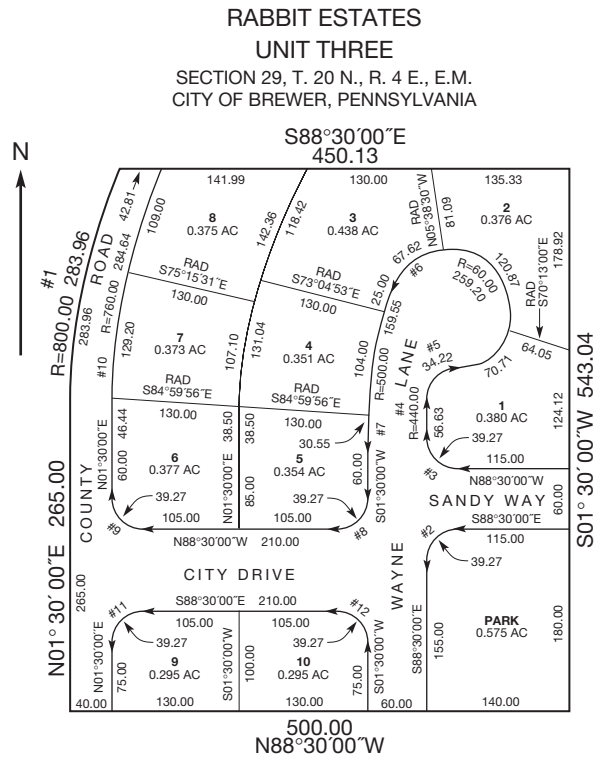 RABBIT ESTATES
UNIT THREE
SECTION 29, T. 20 N., R. 4 E., E.M.
CITY OF BREWER, PENNSYLVANIA
S88°30′00″E
450.13
N
#1
R=800.00 283.96
283.96
COUNTY ROAD
42.81
R=760.00 284.64
#10
141.99
109.00
8
0.375 AC
142.36
118.42
RAD
S75°15′31″E
130.00
130.00
3
0.438 AC
RAD
N05°38′30″W
81.09
RAD
S73°04′53″E
130.00
67.62
#6
25.00
135.33
2
0.376 AC
178.92
R=60.00
259.20
120.87
RAD
S70°13′00″E
64.05
129.20
7
0.373 AC
107.10
RAD
S84°59′56″E
130.00
131.04
4
0.351 AC
104.00
RAD
S84°59′56″E
130.00
159.55
R=500.00
#7
30.55
WAYNE LANE
#4
R=440.00
56.63
#5
34.22
70.71
1
0.380 AC
124.12
39.27
#3
115.00
N88°30′00″W
S01°30′00″W 543.04
46.44
N01°30′00″E
60.00
6
0.377 AC
39.27
#9
105.00
38.50
N01°30′00″E
38.50
85.00
5
0.354 AC
39.27
105.00
60.00
S01°30′00″W
#8
N88°30′00″W 210.00
SANDY WAY
60.00
S88°30′00″E
115.00
#2
39.27
CITY DRIVE
N01°30′00″E 265.00
265.00
S88°30′00″E 210.00
#11
105.00
39.27
N01°30′00″E
75.00
9
0.295 AC
S01°30′00″W
100.00
105.00
#12
39.27
10
0.295 AC
75.00
S01°30′00″W
S88°30′00″E
155.00
PARK
0.575 AC
180.00
40.00
130.00
130.00
60.00
140.00
500.00
N88°30′00″W